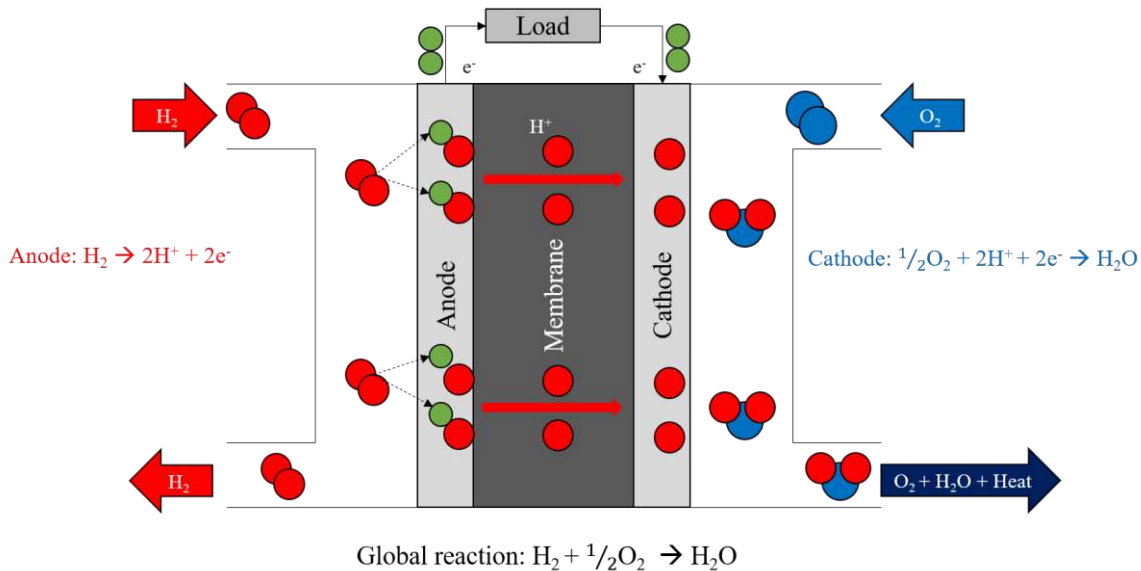 Load
e-
e-
H₂
O₂
H⁺
Anode: H₂ → 2H⁺ + 2e-
Anode
Membrane
Cathode
Cathode: ½O₂ + 2H⁺ + 2e- → H₂O
H₂
O₂ + H₂O + Heat
Global reaction: H₂ + ½O₂ → H₂O